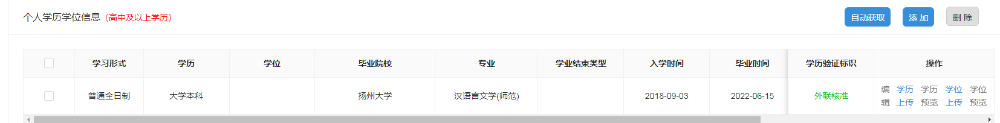 个人学历学位信息（高中及以上学历）
自动获取 添 加 删 除
学习形式 学历 学位 毕业院校 专业 学业结束类型 入学时间 毕业时间 学历验证标识 操作
普通全日制 大学本科 扬州大学 汉语言文学(师范) 2018-09-03 2022-06-15 外联核准 编 学历 学历 学位 学位
辑 上传 预览 上传 预览